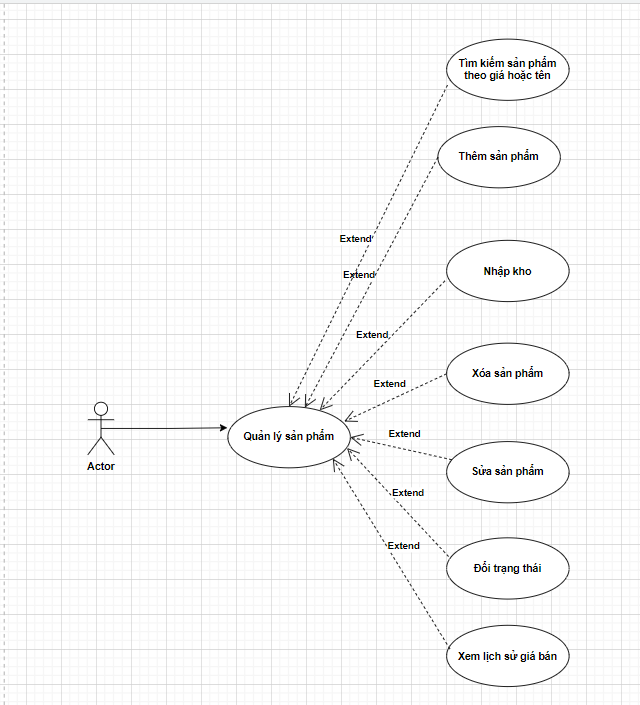 Tìm kiếm sản phẩm
theo giá hoặc tên
Thêm sản phẩm
Extend
Extend
Nhập kho
Extend
Xóa sản phẩm
Extend
Actor
Quản lý sản phẩm
Extend
Sửa sản phẩm
Extend
Extend
Đổi trạng thái
Xem lịch sử giá bán